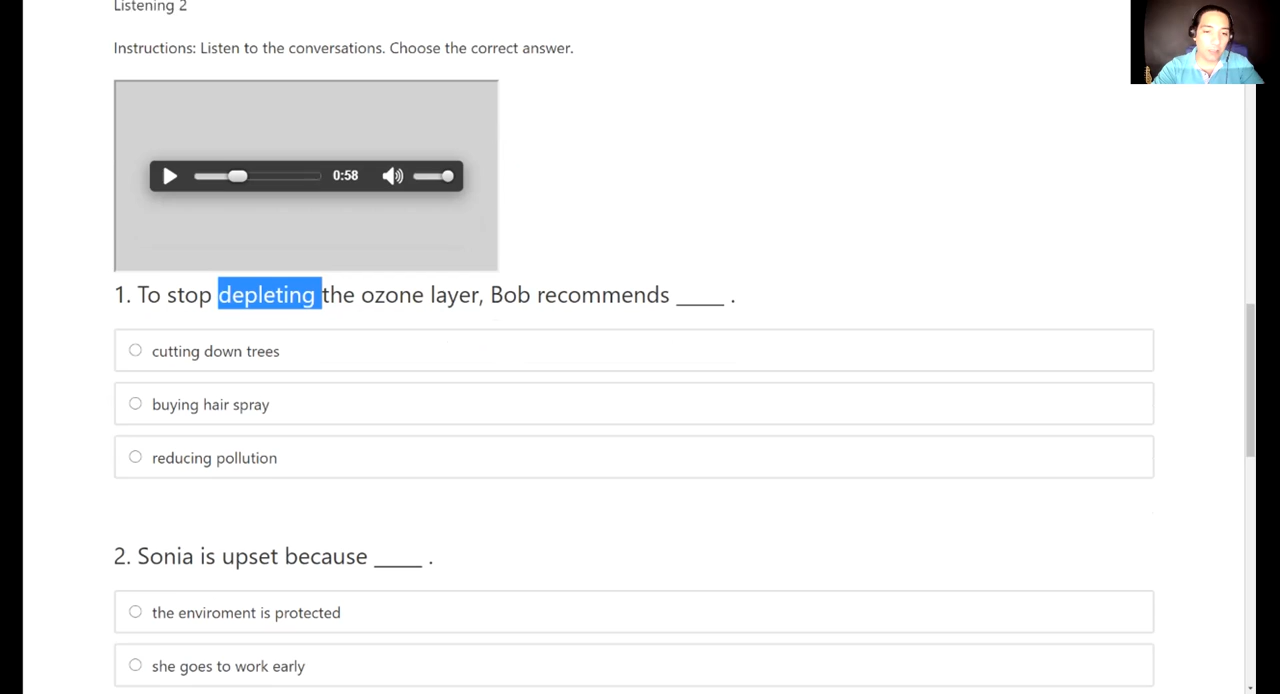 Listening 2
Instructions: Listen to the conversations. Choose the correct answer.
0:58
1. To stop depleting the ozone layer, Bob recommends ____ .
cutting down trees
buying hair spray
reducing pollution
2. Sonia is upset because ____ .
the enviroment is protected
she goes to work early